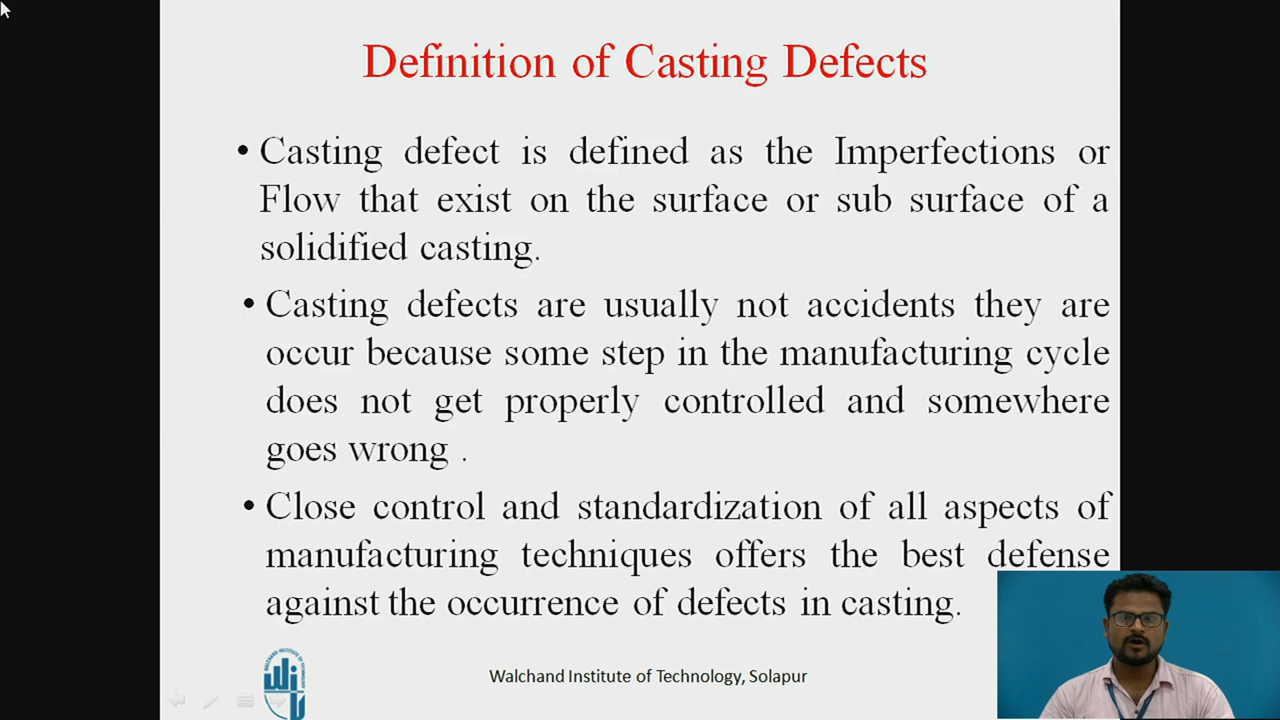 Definition of Casting Defects
• Casting defect is defined as the Imperfections or
Flow that exist on the surface or sub surface of a
solidified casting.
• Casting defects are usually not accidents they are
occur because some step in the manufacturing cycle
does not get properly controlled and somewhere
goes wrong .
• Close control and standardization of all aspects of
manufacturing techniques offers the best defense
against the occurrence of defects in casting.
Walchand Institute of Technology, Solapur